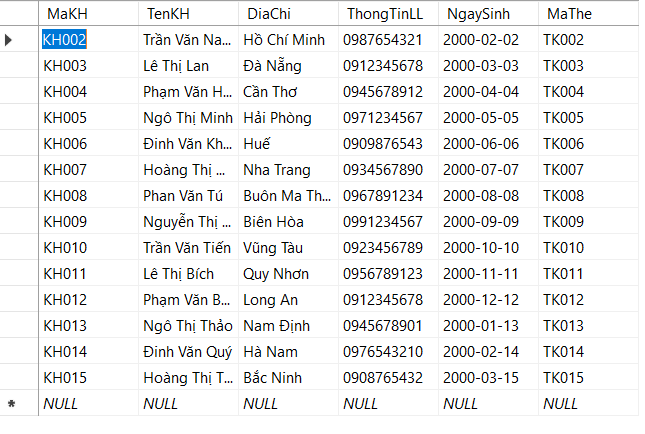 MaKH TenKH DiaChi ThongTinLL NgaySinh MaThe
KH002 Trần Văn Na... Hồ Chí Minh 0987654321 2000-02-02 TK002
KH003 Lê Thị Lan Đà Nẵng 0912345678 2000-03-03 TK003
KH004 Phạm Văn H... Cần Thơ 0945678912 2000-04-04 TK004
KH005 Ngô Thị Minh Hải Phòng 0971234567 2000-05-05 TK005
KH006 Đinh Văn Kh... Huế 0909876543 2000-06-06 TK006
KH007 Hoàng Thị ... Nha Trang 0934567890 2000-07-07 TK007
KH008 Phan Văn Tú Buôn Ma Th... 0967891234 2000-08-08 TK008
KH009 Nguyễn Thị ... Biên Hòa 0991234567 2000-09-09 TK009
KH010 Trần Văn Tiến Vũng Tàu 0923456789 2000-10-10 TK010
KH011 Lê Thị Bích Quy Nhơn 0956789123 2000-11-11 TK011
KH012 Phạm Văn B... Long An 0912345678 2000-12-12 TK012
KH013 Ngô Thị Thảo Nam Định 0945678901 2000-01-13 TK013
KH014 Đinh Văn Quý Hà Nam 0976543210 2000-02-14 TK014
KH015 Hoàng Thị T... Bắc Ninh 0908765432 2000-03-15 TK015
NULL NULL NULL NULL NULL NULL